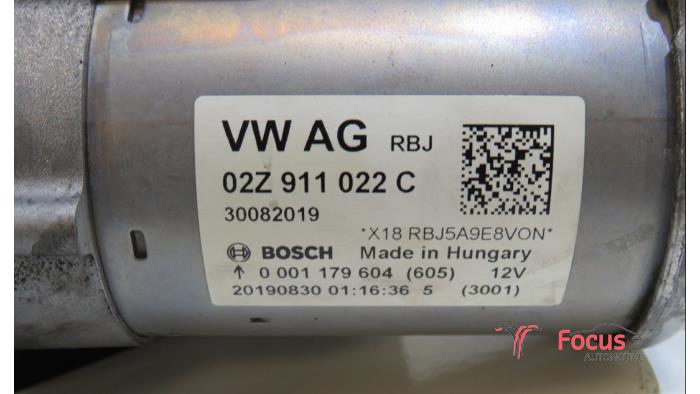 VW AG RBJ
02Z 911 022 C
30082019
*X18 RBJ5A9E8VON*
BOSCH Made in Hungary
↑ 0 001 179 604 (605) 12V
20190830 01:16:36 5 (3001)
Focus
AUTOMOTIVE